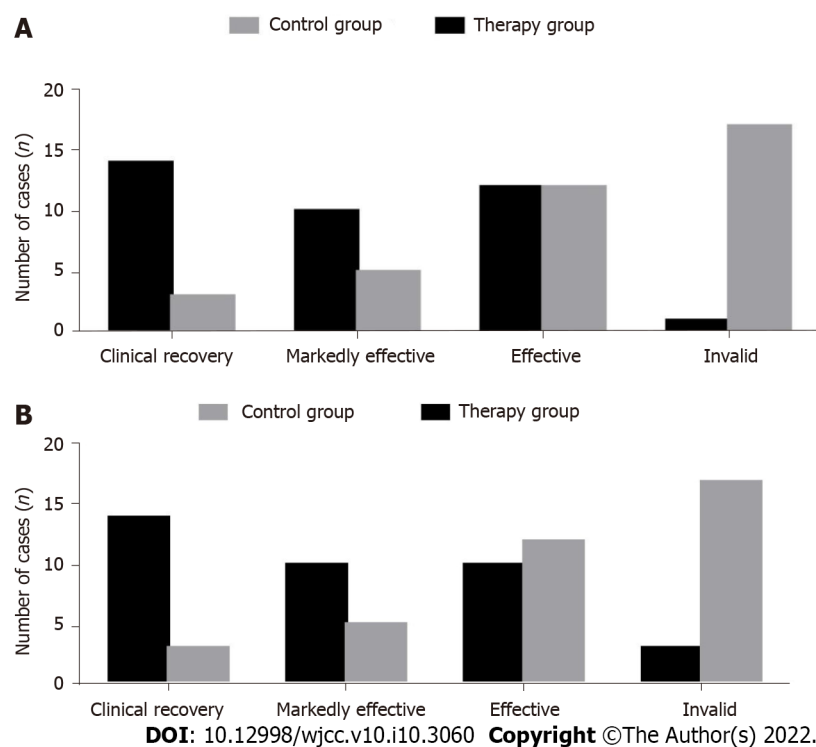 A
Control group Therapy group
Number of cases (n)
20
15
10
5
0
Clinical recovery Markedly effective Effective Invalid
B
Control group Therapy group
Number of cases (n)
20
15
10
5
0
Clinical recovery Markedly effective Effective Invalid
DOI: 10.12998/wjcc.v10.i10.3060 Copyright ©The Author(s) 2022.